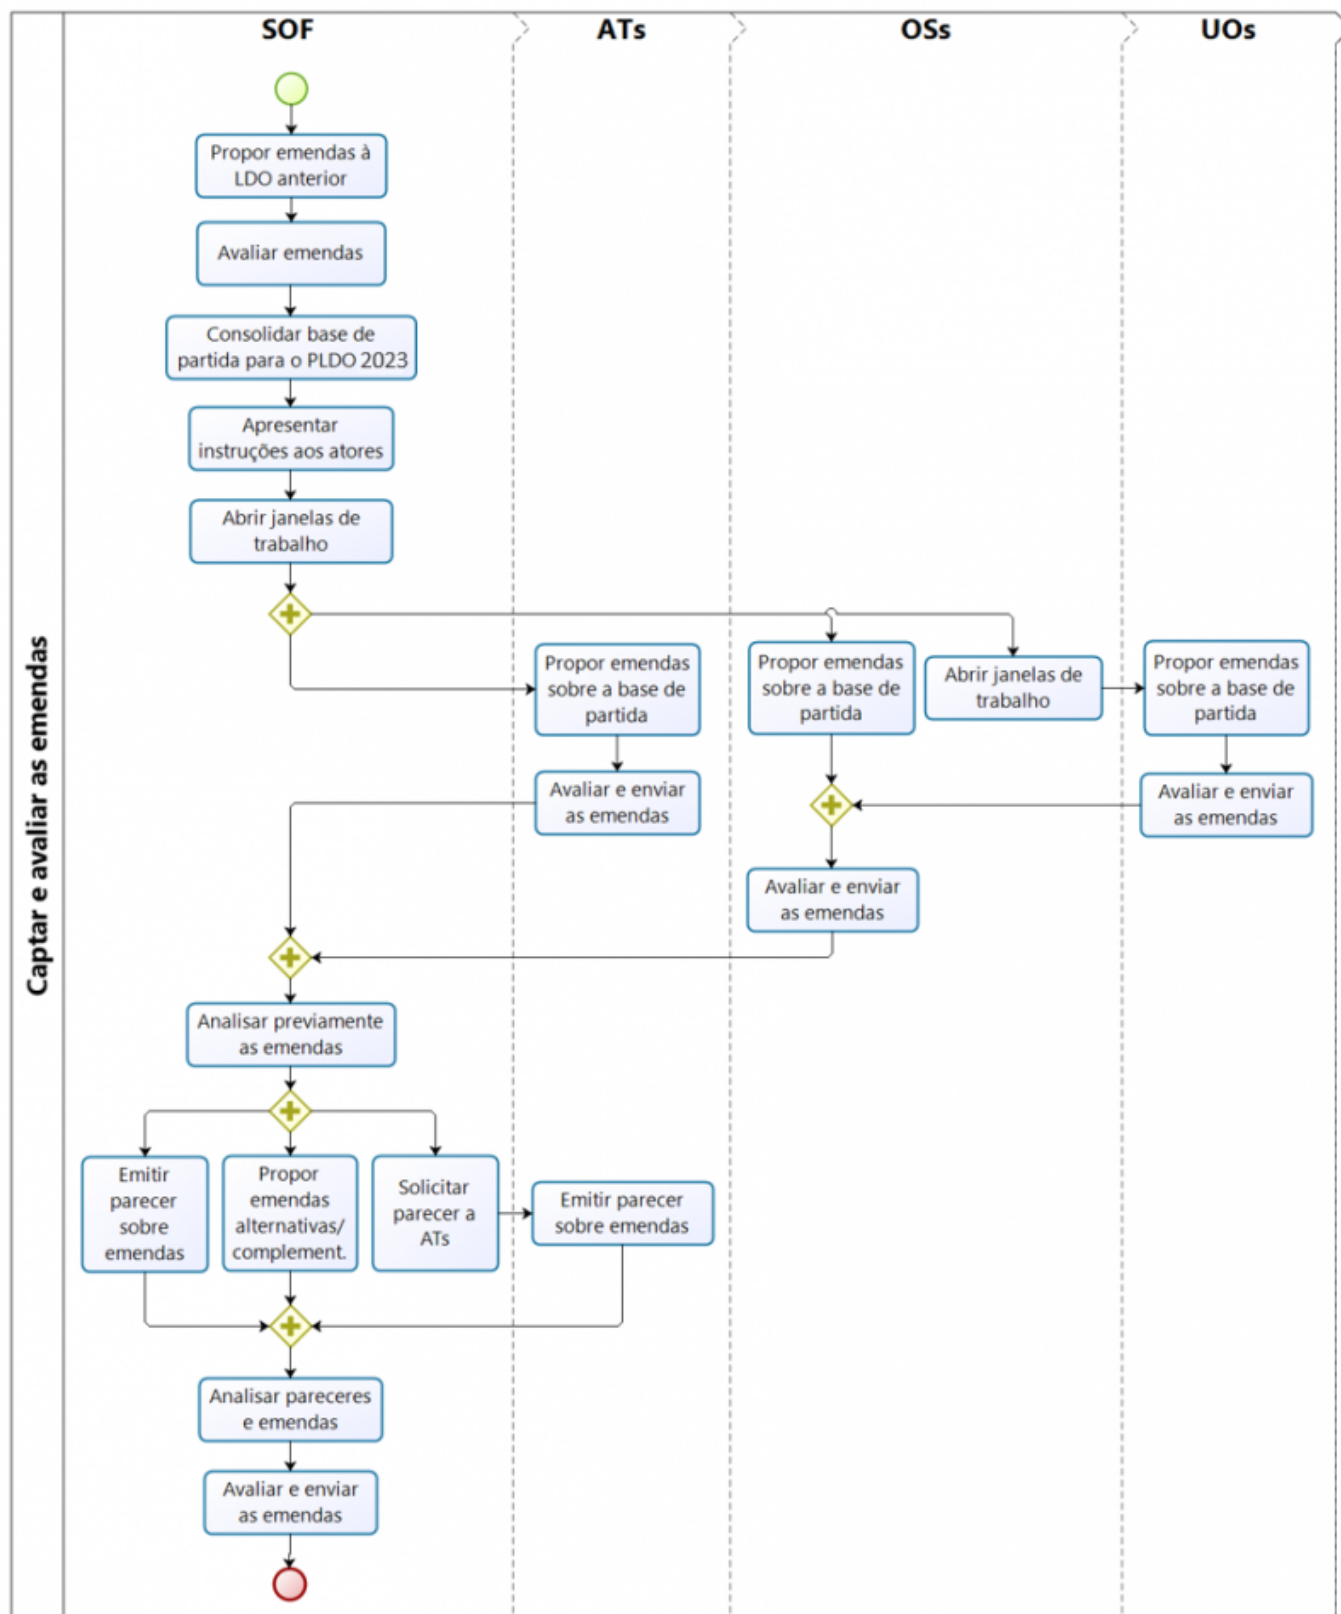 SOF
ATs
OSs
UOs
Captar e avaliar as emendas
Propor emendas à
LDO anterior
Avaliar emendas
Consolidar base de
partida para o PLDO 2023
Apresentar
instruções aos atores
Abrir janelas de
trabalho
Propor emendas
sobre a base de
partida
Propor emendas
sobre a base de
partida
Abrir janelas de
trabalho
Propor emendas
sobre a base de
partida
Avaliar e enviar
as emendas
Avaliar e enviar
as emendas
Avaliar e enviar
as emendas
Analisar previamente
as emendas
Emitir
parecer
sobre
emendas
Propor
emendas
alternativas/
complement.
Solicitar
parecer a
ATs
Emitir parecer
sobre emendas
Analisar pareceres
e emendas
Avaliar e enviar
as emendas